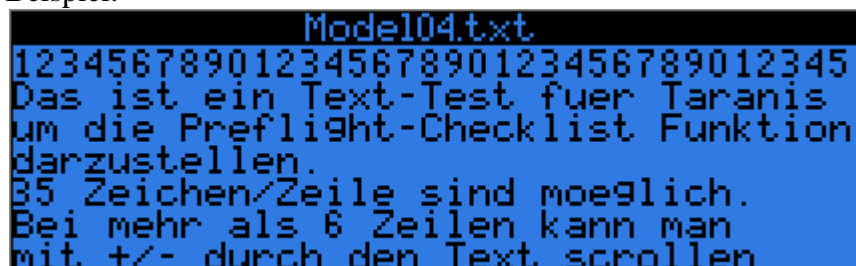 Beispiel:
Model04.txt
12345678901234567890123456789012345
Das ist ein Text-Test fuer Taranis
um die Preflight-Checklist Funktion
darzustellen.
35 Zeichen/Zeile sind moeglich.
Bei mehr als 6 Zeilen kann man
mit +/- durch den Text scrollen